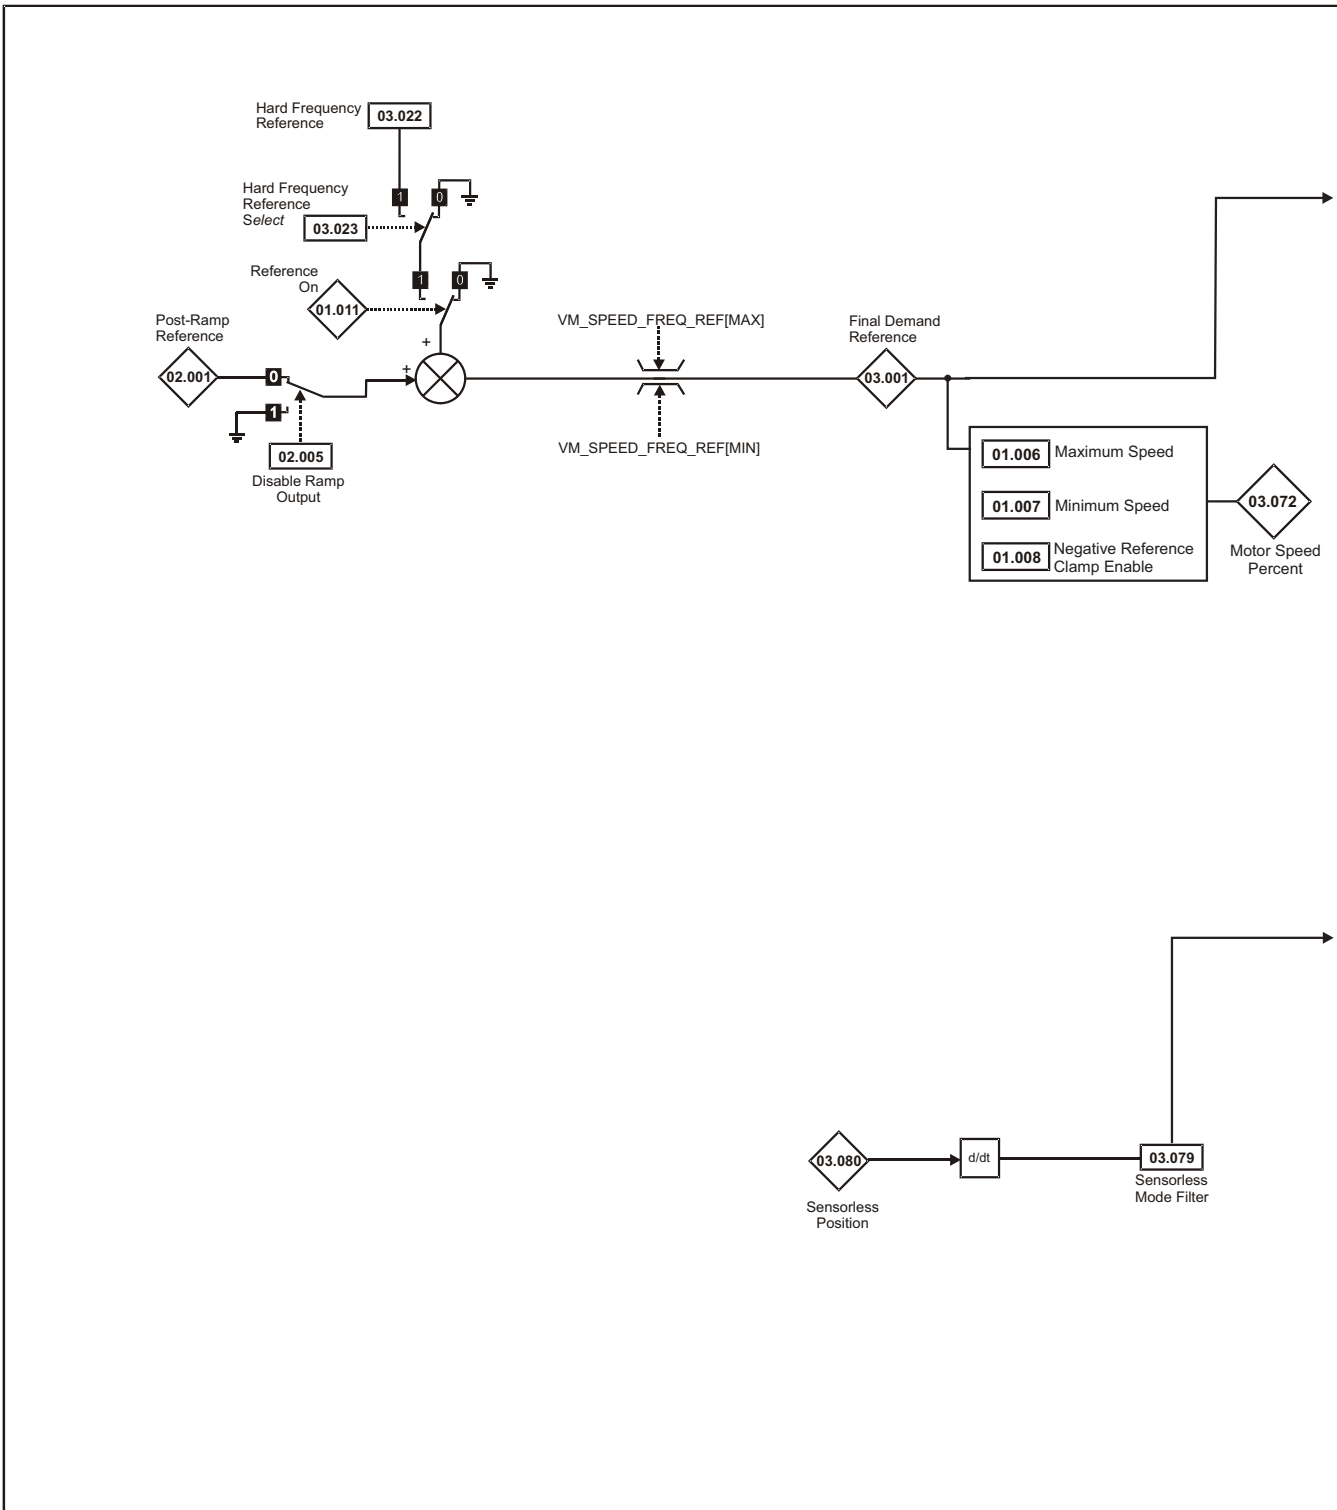 Hard Frequency
Reference
03.022
Hard Frequency
Reference
Select
1
0
03.023
Reference
On
1
0
01.011
Post-Ramp
Reference
+
+
02.001
0
1
02.005
Disable Ramp
Output
VM_SPEED_FREQ_REF[MAX]
VM_SPEED_FREQ_REF[MIN]
Final Demand
Reference
03.001
01.006 Maximum Speed
01.007 Minimum Speed
01.008 Negative Reference
Clamp Enable
03.072
Motor Speed
Percent
03.080
Sensorless
Position
d/dt
03.079
Sensorless
Mode Filter